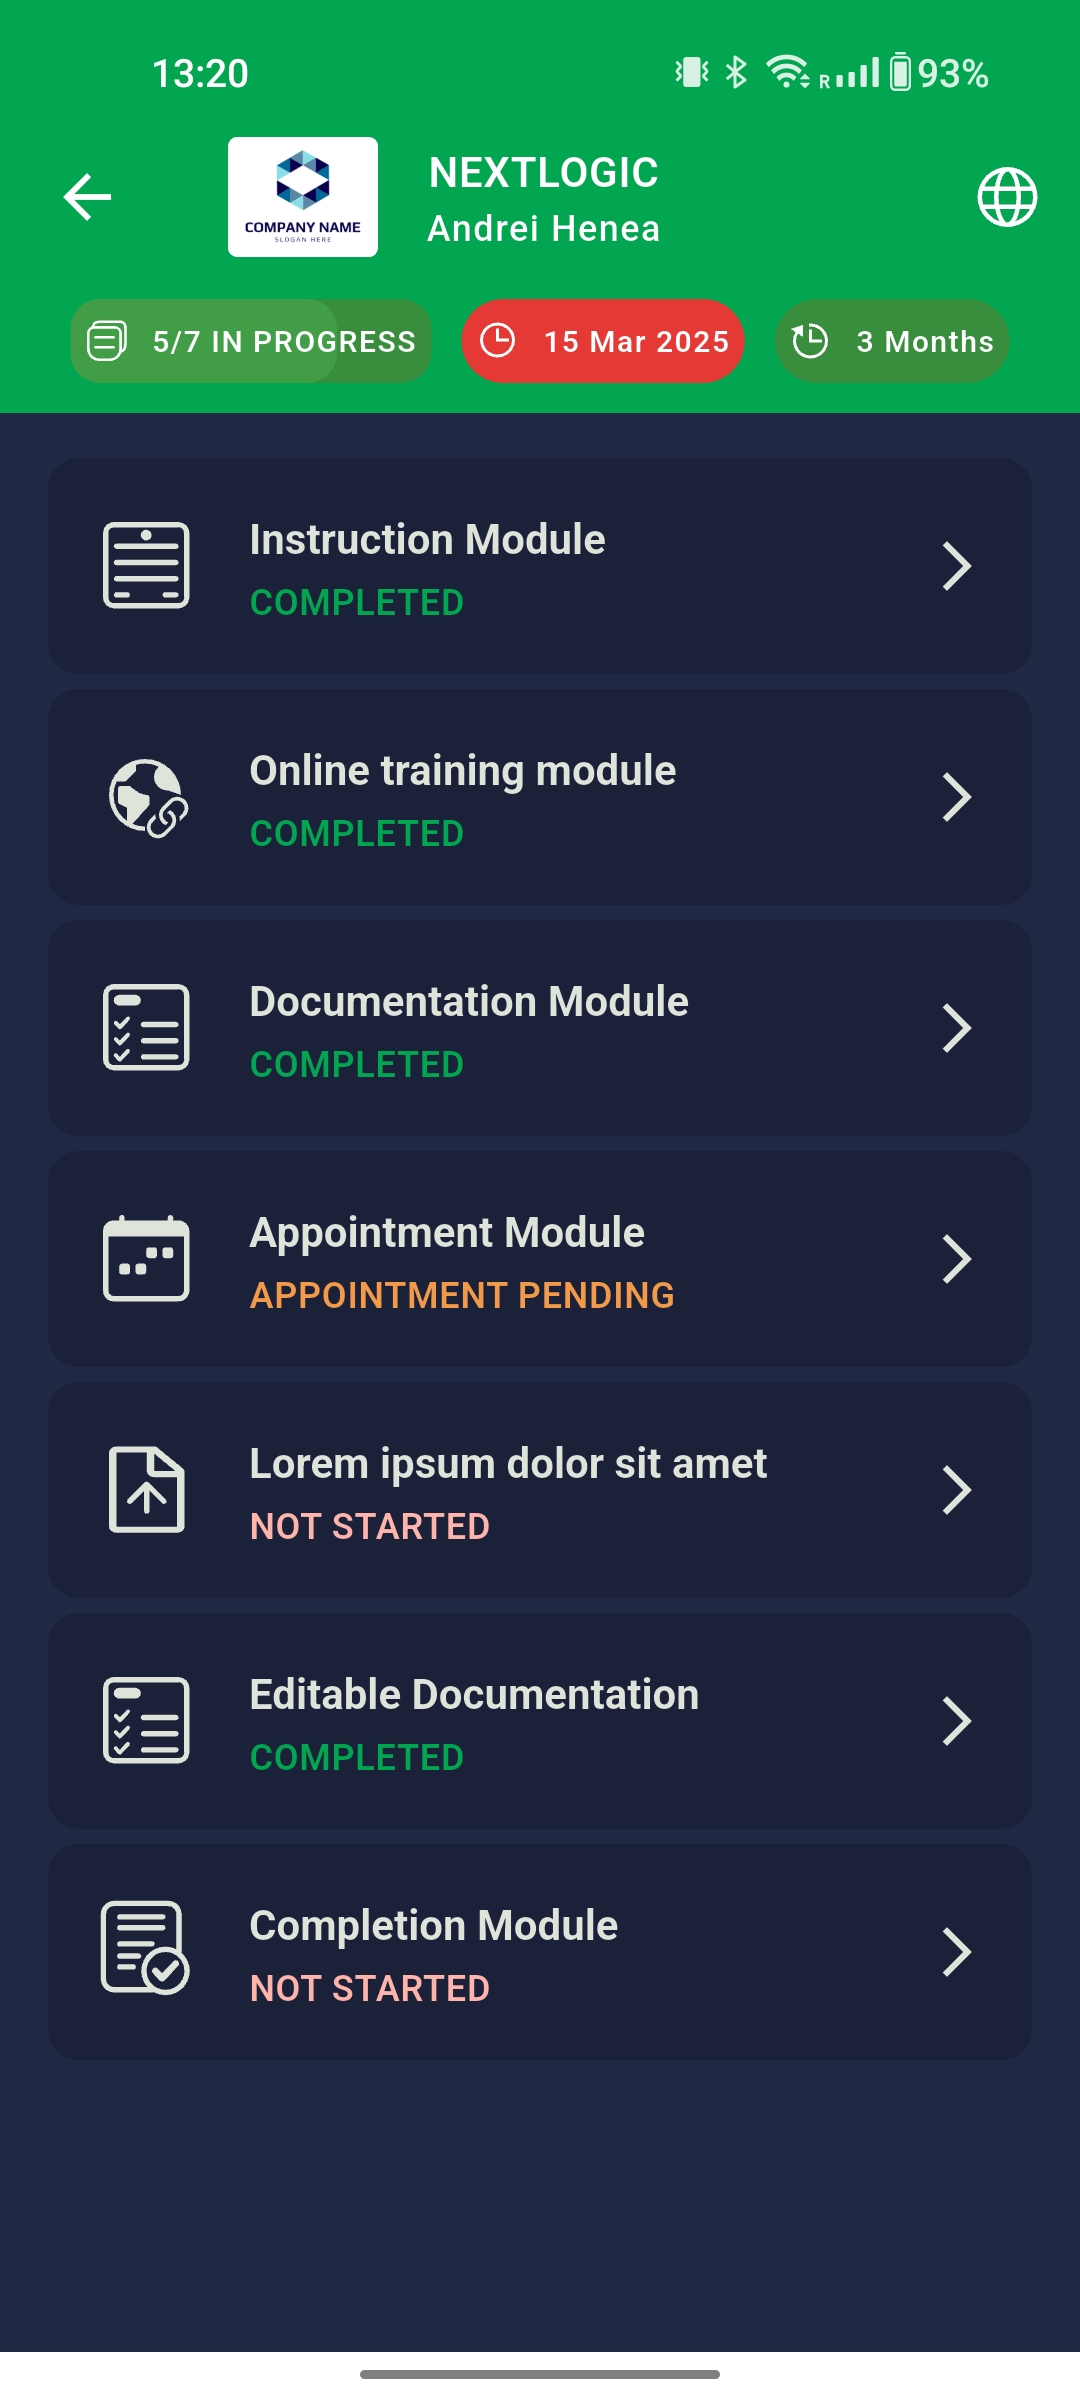 13:20
R
93%
COMPANY NAME
SLOGAN HERE
NEXTLOGIC
Andrei Henea
5/7 IN PROGRESS
15 Mar 2025
3 Months
Instruction Module
COMPLETED
Online training module
COMPLETED
Documentation Module
COMPLETED
Appointment Module
APPOINTMENT PENDING
Lorem ipsum dolor sit amet
NOT STARTED
Editable Documentation
COMPLETED
Completion Module
NOT STARTED